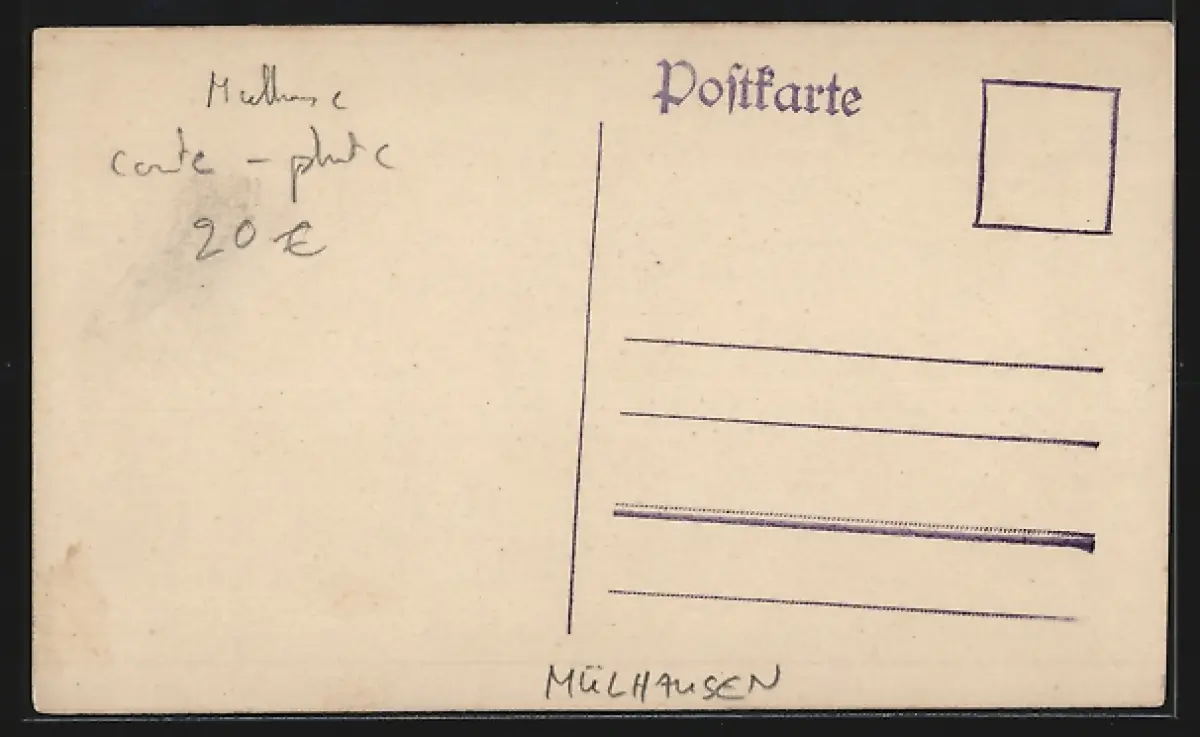 Mulhouse
carte - photo
20 €
Postkarte
MÜLHAUSEN